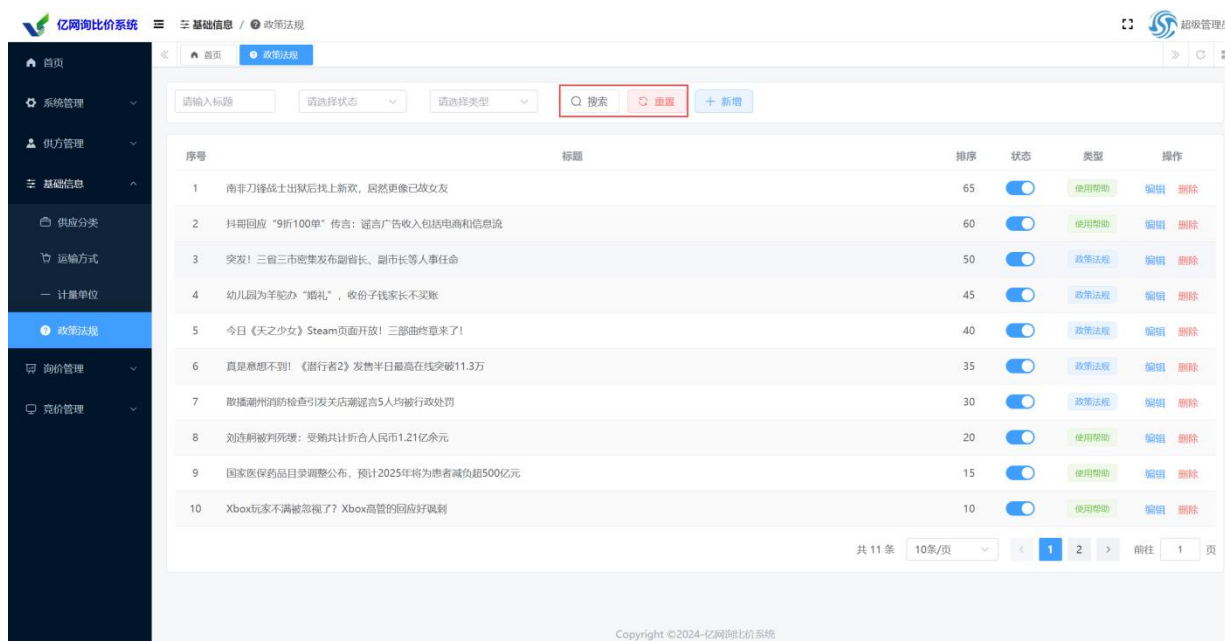 亿网询比价系统
基础信息 / 政策法规
超级管理
首页
政策法规
首页
系统管理
供方管理
基础信息
供应分类
运输方式
计量单位
政策法规
询价管理
竞价管理
请输入标题 请选择状态 请选择类型 搜索 重置 + 新增
序号 标题 排序 状态 类型 操作
1 南非刀锋战士出狱后找上新欢，居然更像已故女友 65 使用帮助 编辑 删除
2 抖哥回应“9折100单”传言：谣言广告收入包括电商和信息流 60 使用帮助 编辑 删除
3 突发！三省三市密集发布副省长、副市长等人事任命 50 政策法规 编辑 删除
4 幼儿园为羊驼办“婚礼”，收份子钱家长不买账 45 政策法规 编辑 删除
5 今日《天之少女》Steam页面开放！三部曲终章来了！ 40 政策法规 编辑 删除
6 真是意想不到！《潜行者2》发售半日最高在线突破11.3万 35 政策法规 编辑 删除
7 散播潮州消防检查引发关店潮谣言5人均被行政处罚 30 政策法规 编辑 删除
8 刘连舸被判死缓：受贿共计折合人民币1.21亿余元 20 使用帮助 编辑 删除
9 国家医保药品目录调整公布，预计2025年将为患者减负超500亿元 15 使用帮助 编辑 删除
10 Xbox玩家不满被忽视了？Xbox高管的回应好讽刺 10 使用帮助 编辑 删除
共 11 条 10条/页 1 2 前往 1 页
Copyright ©2024-亿网询比价系统